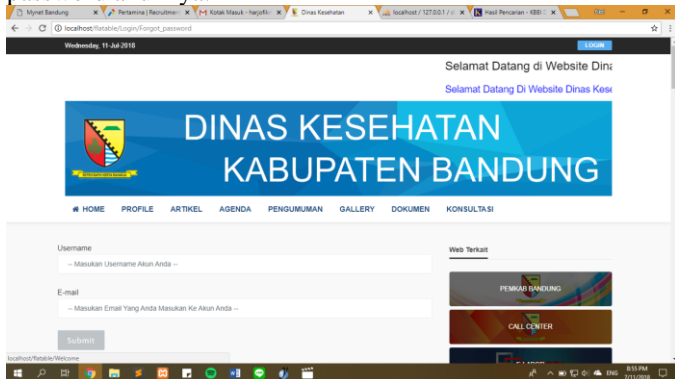 Mynet Bandung
Pertamina | Recruitmen
Kotak Masuk - harjofik
Dinas Kesehatan
localhost / 127.0.0.1 / d
Hasil Pencarian - KBBI D
localhost/flatable/Login/Forgot_password
Wednesday, 11-Jul-2018
LOGIN
Selamat Datang di Website Dina
Selamat Datang Di Website Dinas Kese
DINAS KESEHATAN
KABUPATEN BANDUNG
HOME PROFILE ARTIKEL AGENDA PENGUMUMAN GALLERY DOKUMEN KONSULTASI
Username
-- Masukan Username Akun Anda --
E-mail
-- Masukan Email Yang Anda Masukan Ke Akun Anda --
Submit
Web Terkait
PEMKAB BANDUNG
CALL CENTER
localhost/flatable/Welcome
ENG
8:55 PM
7/11/2018